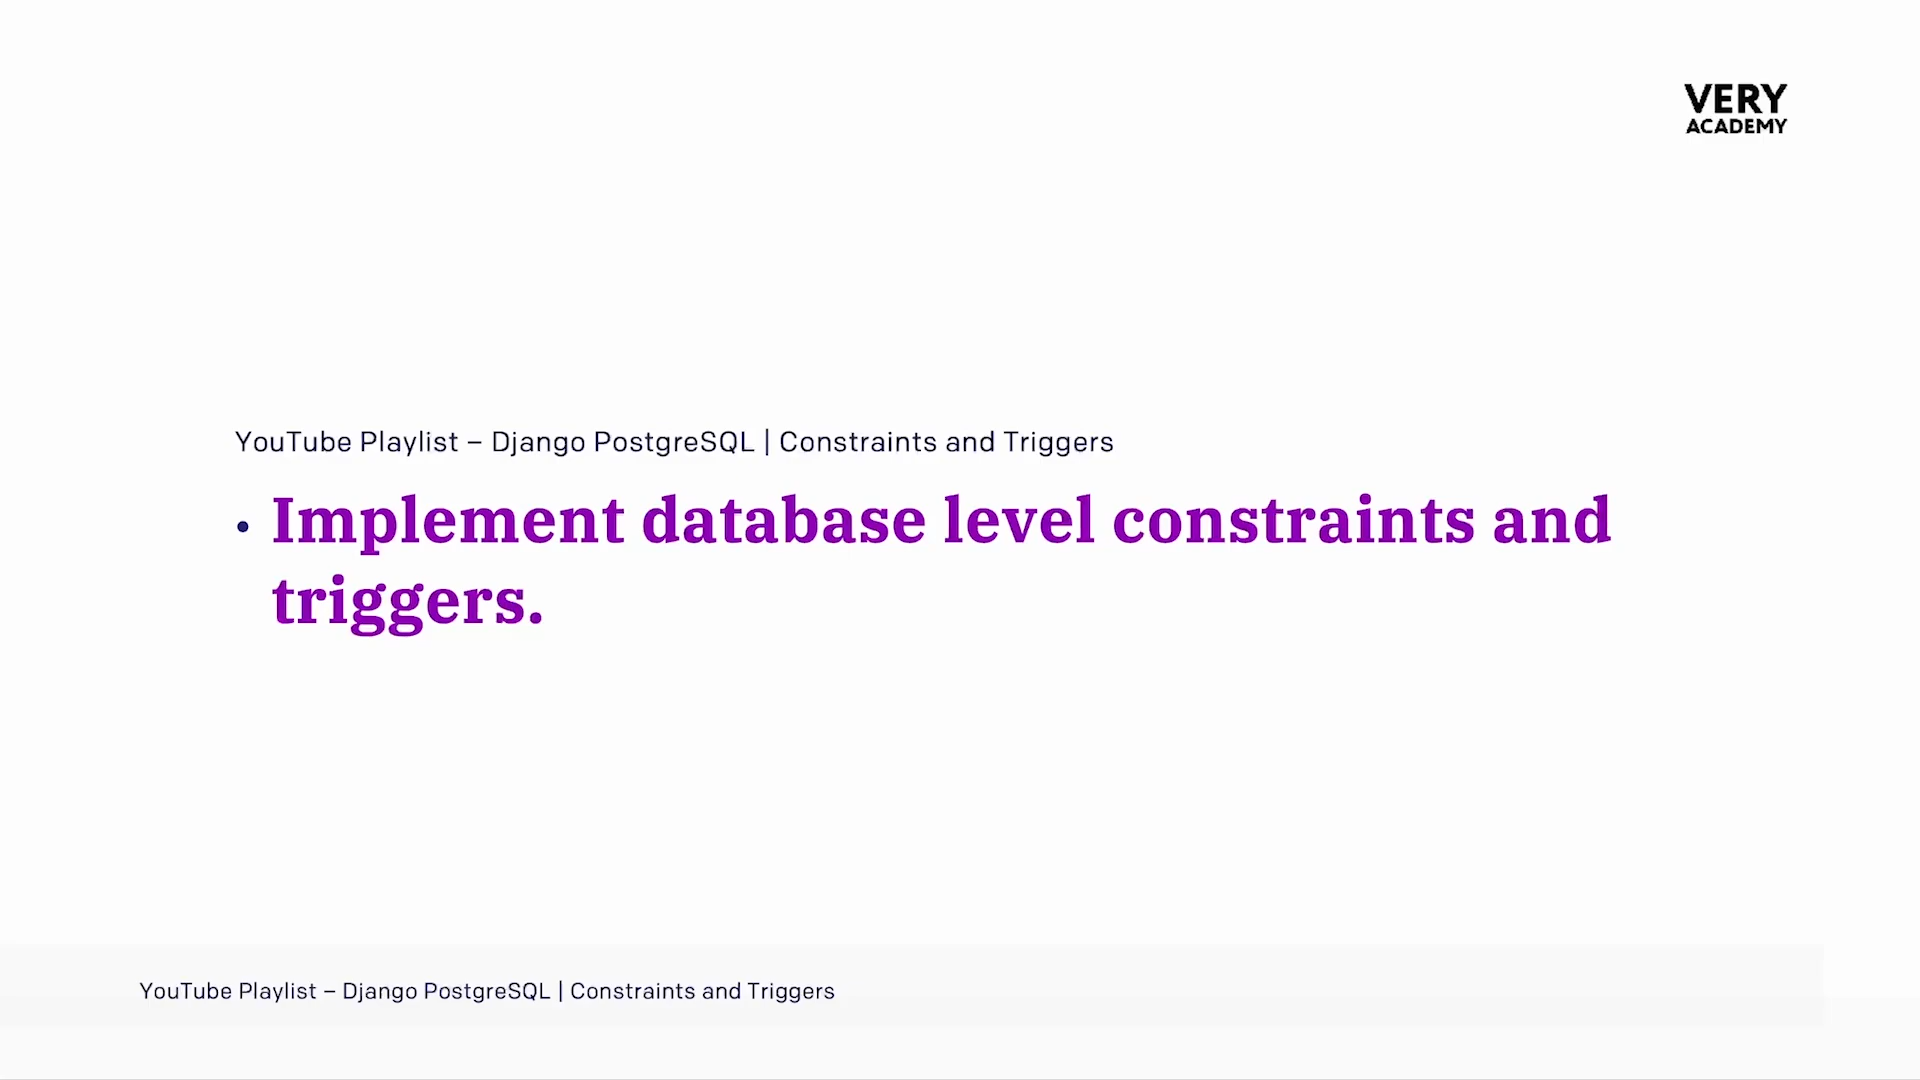 VERY
ACADEMY
YouTube Playlist – Django PostgreSQL | Constraints and Triggers
• Implement database level constraints and
triggers.
YouTube Playlist – Django PostgreSQL | Constraints and Triggers